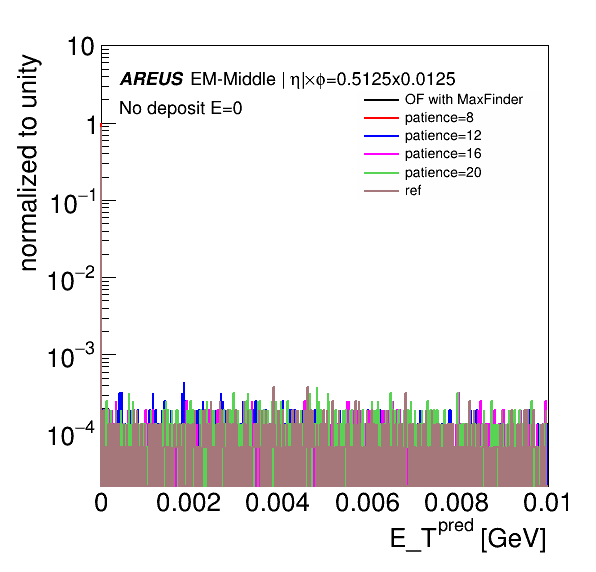 normalized to unity
10
1
10⁻¹
10⁻²
10⁻³
10⁻⁴
AREUS EM-Middle | η|×ϕ=0.5125x0.0125
No deposit E=0
OF with MaxFinder
patience=8
patience=12
patience=16
patience=20
ref
0 0.002 0.004 0.006 0.008 0.01
E_T^pred [GeV]